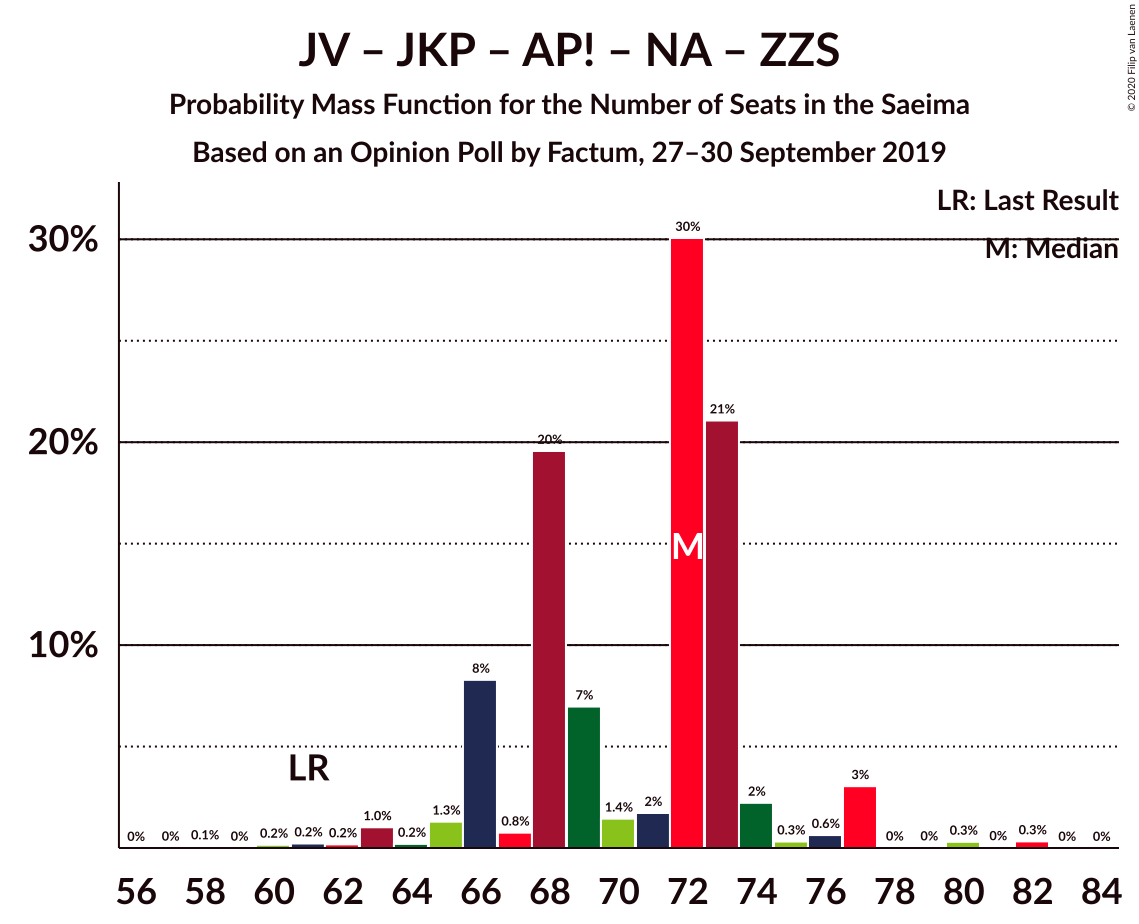 JV – JKP – AP! – NA – ZZS
Probability Mass Function for the Number of Seats in the Saeima
Based on an Opinion Poll by Factum, 27–30 September 2019
© 2020 Filip van Laenen
LR: Last Result
M: Median
30%
20%
10%
0% 0% 0.1% 0% 0.2% 0.2% 0.2% 1.0% 0.2% 1.3% 8% 0.8% 20% 7% 1.4% 2% 30% 21% 2% 0.3% 0.6% 3% 0% 0% 0.3% 0% 0.3% 0% 0%
LR
M
56 58 60 62 64 66 68 70 72 74 76 78 80 82 84